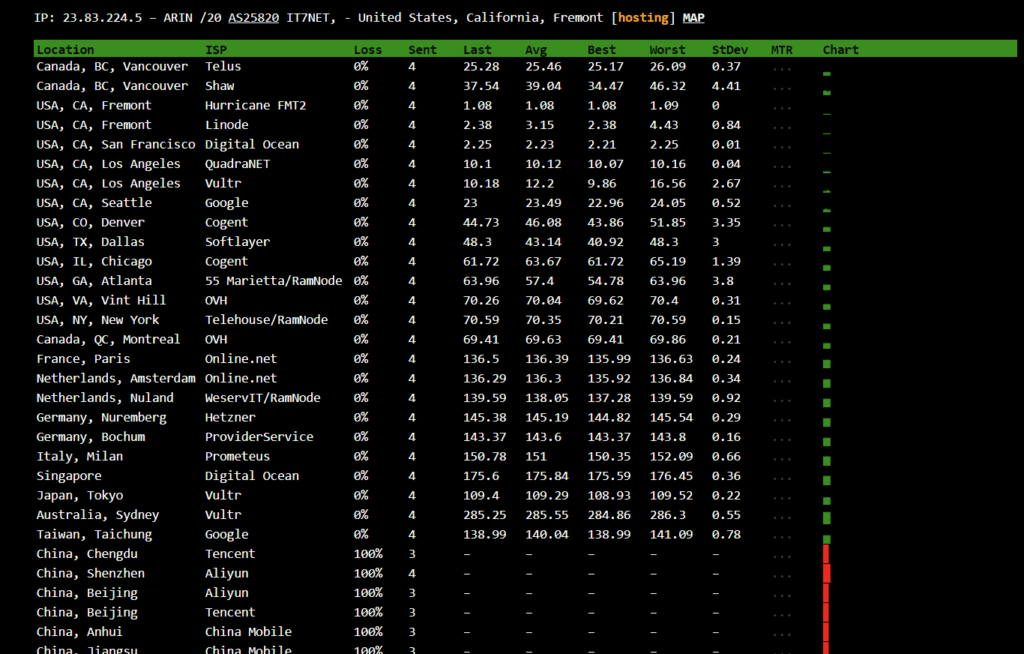 IP: 23.83.224.5 – ARIN /20 AS25820 IT7NET, - United States, California, Fremont [hosting] MAP
Location ISP Loss Sent Last Avg Best Worst StDev MTR Chart
Canada, BC, Vancouver Telus 0% 4 25.28 25.46 25.17 26.09 0.37 ...
Canada, BC, Vancouver Shaw 0% 4 37.54 39.04 34.47 46.32 4.41 ...
USA, CA, Fremont Hurricane FMT2 0% 4 1.08 1.08 1.08 1.09 0 ...
USA, CA, Fremont Linode 0% 4 2.38 3.15 2.38 4.43 0.84 ...
USA, CA, San Francisco Digital Ocean 0% 4 2.25 2.23 2.21 2.25 0.01 ...
USA, CA, Los Angeles QuadraNET 0% 4 10.1 10.12 10.07 10.16 0.04 ...
USA, CA, Los Angeles Vultr 0% 4 10.18 12.2 9.86 16.56 2.67 ...
USA, CA, Seattle Google 0% 4 23 23.49 22.96 24.05 0.52 ...
USA, CO, Denver Cogent 0% 4 44.73 46.08 43.86 51.85 3.35 ...
USA, TX, Dallas Softlayer 0% 4 48.3 43.14 40.92 48.3 3 ...
USA, IL, Chicago Cogent 0% 4 61.72 63.67 61.72 65.19 1.39 ...
USA, GA, Atlanta 55 Marietta/RamNode 0% 4 63.96 57.4 54.78 63.96 3.8 ...
USA, VA, Vint Hill OVH 0% 4 70.26 70.04 69.62 70.4 0.31 ...
USA, NY, New York Telehouse/RamNode 0% 4 70.59 70.35 70.21 70.59 0.15 ...
Canada, QC, Montreal OVH 0% 4 69.41 69.63 69.41 69.86 0.21 ...
France, Paris Online.net 0% 4 136.5 136.39 135.99 136.63 0.24 ...
Netherlands, Amsterdam Online.net 0% 4 136.29 136.3 135.92 136.84 0.34 ...
Netherlands, Nuland WeservIT/RamNode 0% 4 139.59 138.05 137.28 139.59 0.92 ...
Germany, Nuremberg Hetzner 0% 4 145.38 145.19 144.82 145.54 0.29 ...
Germany, Bochum ProviderService 0% 4 143.37 143.6 143.37 143.8 0.16 ...
Italy, Milan Prometeus 0% 4 150.78 151 150.35 152.09 0.66 ...
Singapore Digital Ocean 0% 4 175.6 175.84 175.59 176.45 0.36 ...
Japan, Tokyo Vultr 0% 4 109.4 109.29 108.93 109.52 0.22 ...
Australia, Sydney Vultr 0% 4 285.25 285.55 284.86 286.3 0.55 ...
Taiwan, Taichung Google 0% 4 138.99 140.04 138.99 141.09 0.78 ...
China, Chengdu Tencent 100% 3 – – – – – ...
China, Shenzhen Aliyun 100% 4 – – – – – ...
China, Beijing Aliyun 100% 3 – – – – – ...
China, Beijing Tencent 100% 3 – – – – – ...
China, Anhui China Mobile 100% 3 – – – – – ...
China, Jiangsu China Mobile 100% 3 – – – – – ...